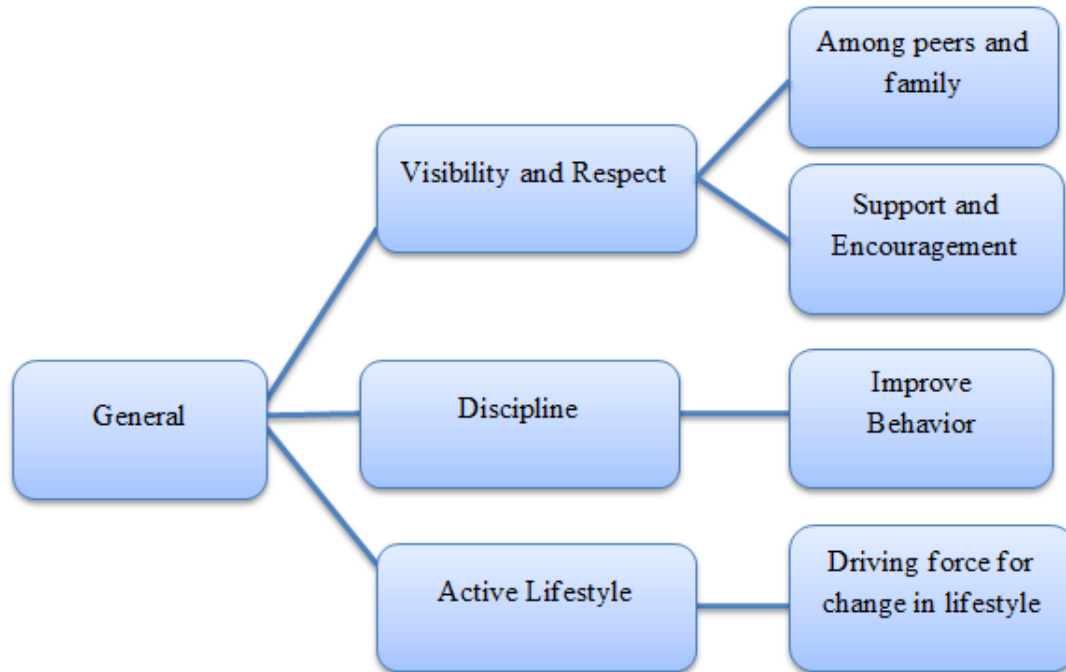 Among peers and
family
Visibility and Respect
Support and
Encouragement
General
Discipline
Improve
Behavior
Active Lifestyle
Driving force for
change in lifestyle